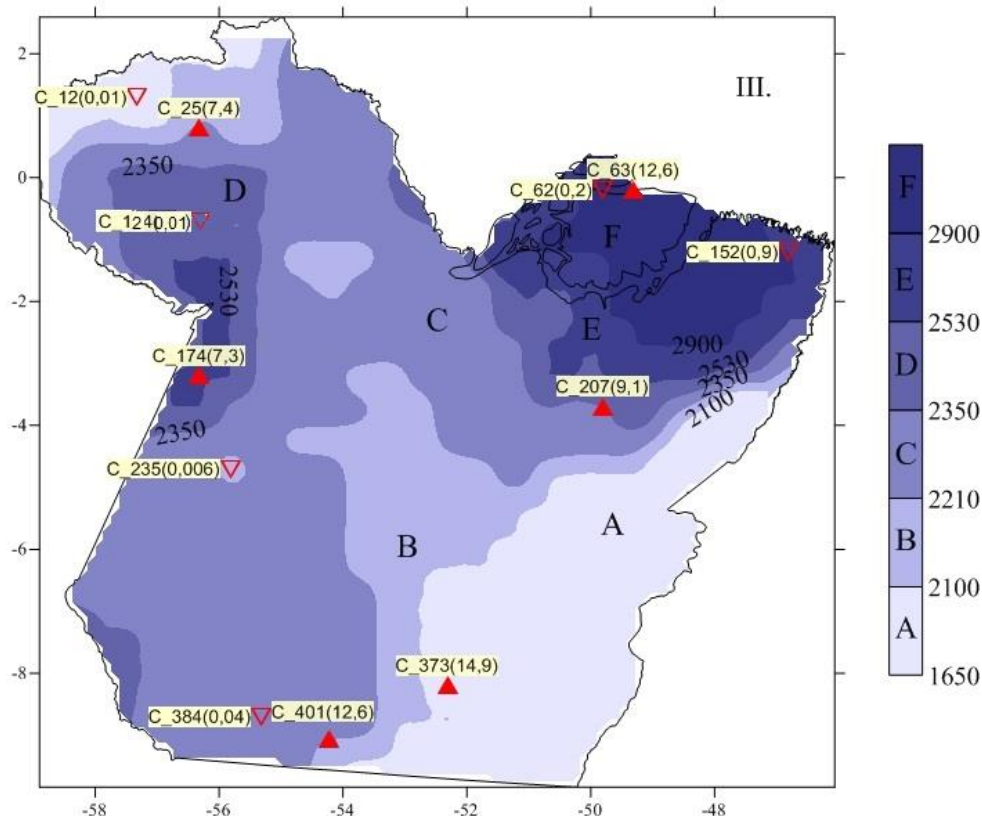 2
0
-2
-4
-6
-8
-58
-56
-54
-52
-50
-48
III.
C_12(0,01)
C_25(7,4)
2350
D
2530
C_174(7,3)
2350
C_235(0,006)
C_63(12,6)
C_62(0,2)
F
C_152(0,9)
C
E
2900
2530
2350
2100
C_207(9,1)
A
B
C_373(14,9)
C_384(0,04)
C_401(12,6)
F
2900
E
2530
D
2350
C
2210
B
2100
A
1650